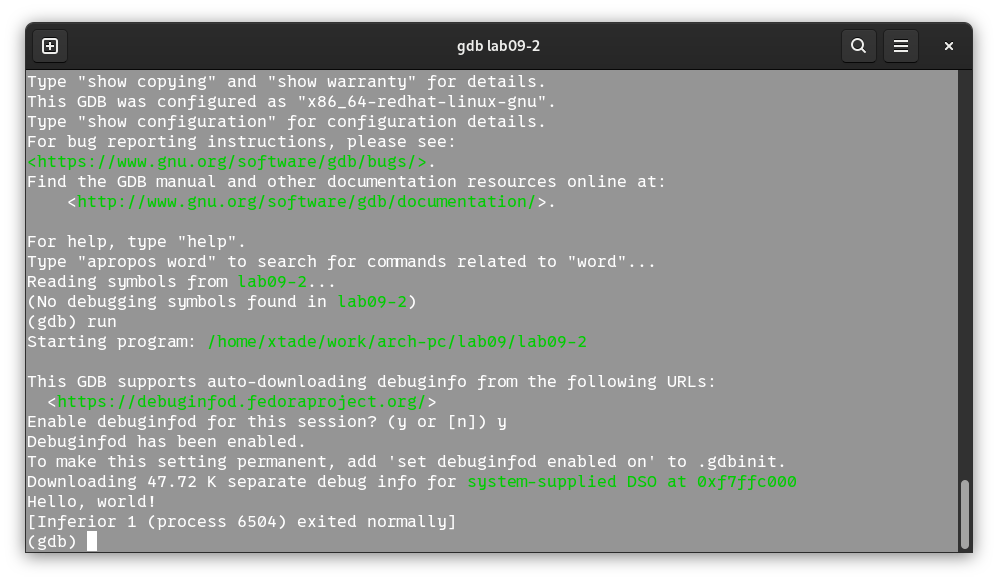 gdb lab09-2
Type "show copying" and "show warranty" for details.
This GDB was configured as "x86_64-redhat-linux-gnu".
Type "show configuration" for configuration details.
For bug reporting instructions, please see:
<https://www.gnu.org/software/gdb/bugs/>.
Find the GDB manual and other documentation resources online at:
    <http://www.gnu.org/software/gdb/documentation/>.

For help, type "help".
Type "apropos word" to search for commands related to "word"...
Reading symbols from lab09-2...
(No debugging symbols found in lab09-2)
(gdb) run
Starting program: /home/xtade/work/arch-pc/lab09/lab09-2

This GDB supports auto-downloading debuginfo from the following URLs:
  <https://debuginfod.fedoraproject.org/>
Enable debuginfod for this session? (y or [n]) y
Debuginfod has been enabled.
To make this setting permanent, add 'set debuginfod enabled on' to .gdbinit.
Downloading 47.72 K separate debug info for system-supplied DSO at 0xf7ffc000
Hello, world!
[Inferior 1 (process 6504) exited normally]
(gdb)